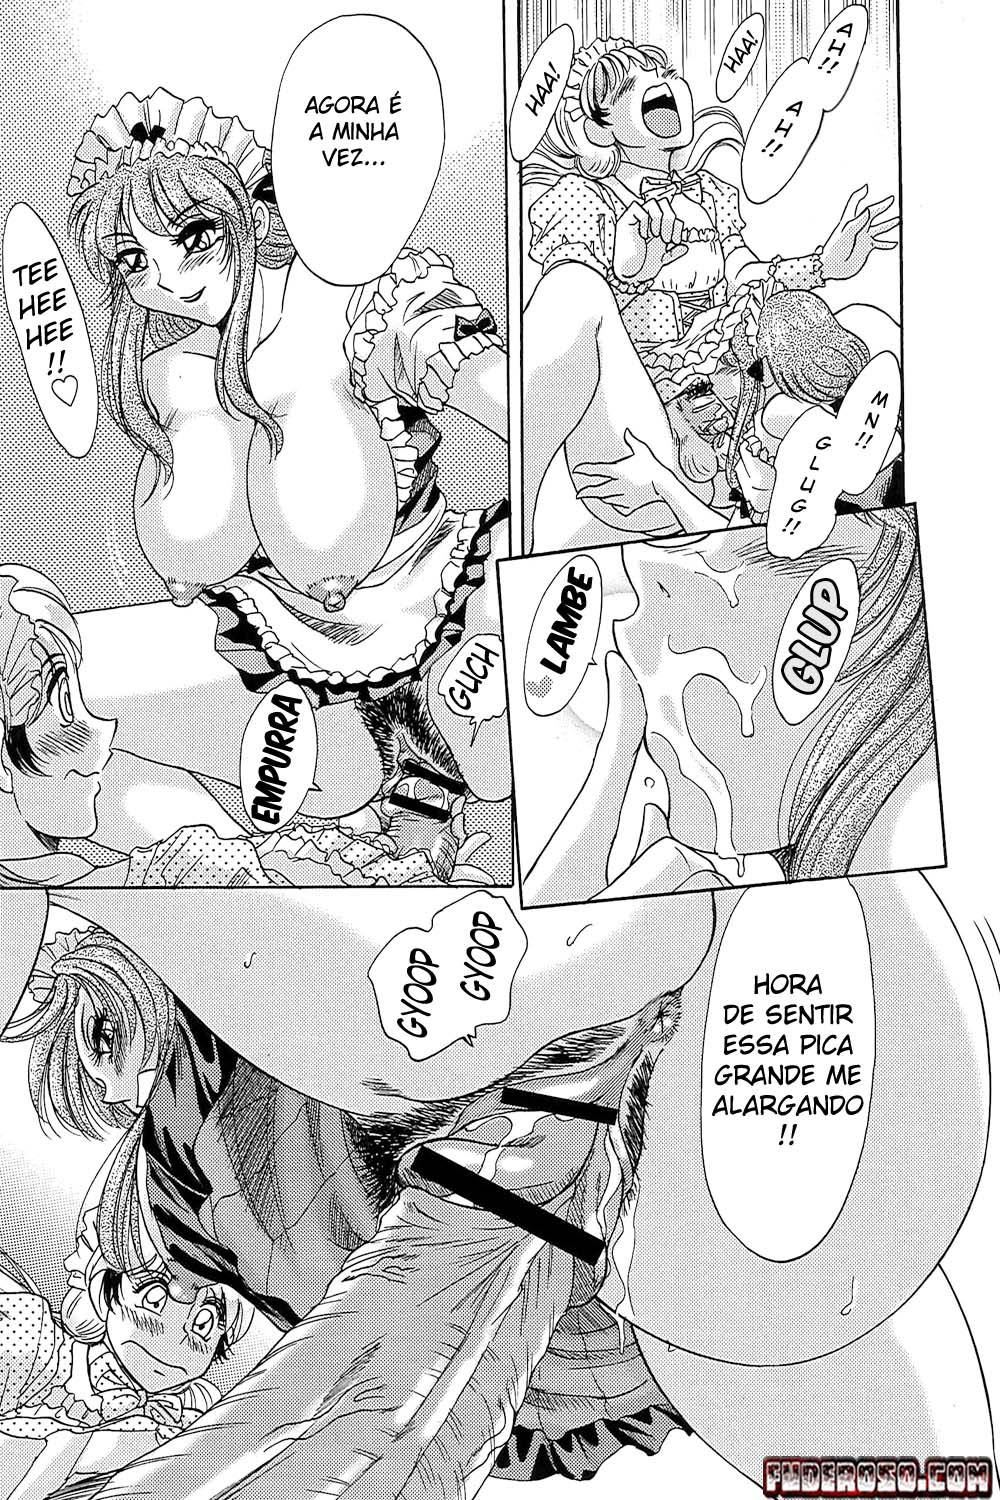 AH!!
AH!!
HAA!
HAA!
MN!!
GLUG!!
GLUP
LAMBE
AGORA É
A MINHA
VEZ...
TEE
HEE
HEE
!!
GUCH
EMPURRA
GYOOP
GYOOP
HORA
DE SENTIR
ESSA PICA
GRANDE ME
ALARGANDO
!!
FUDEROSO.COM